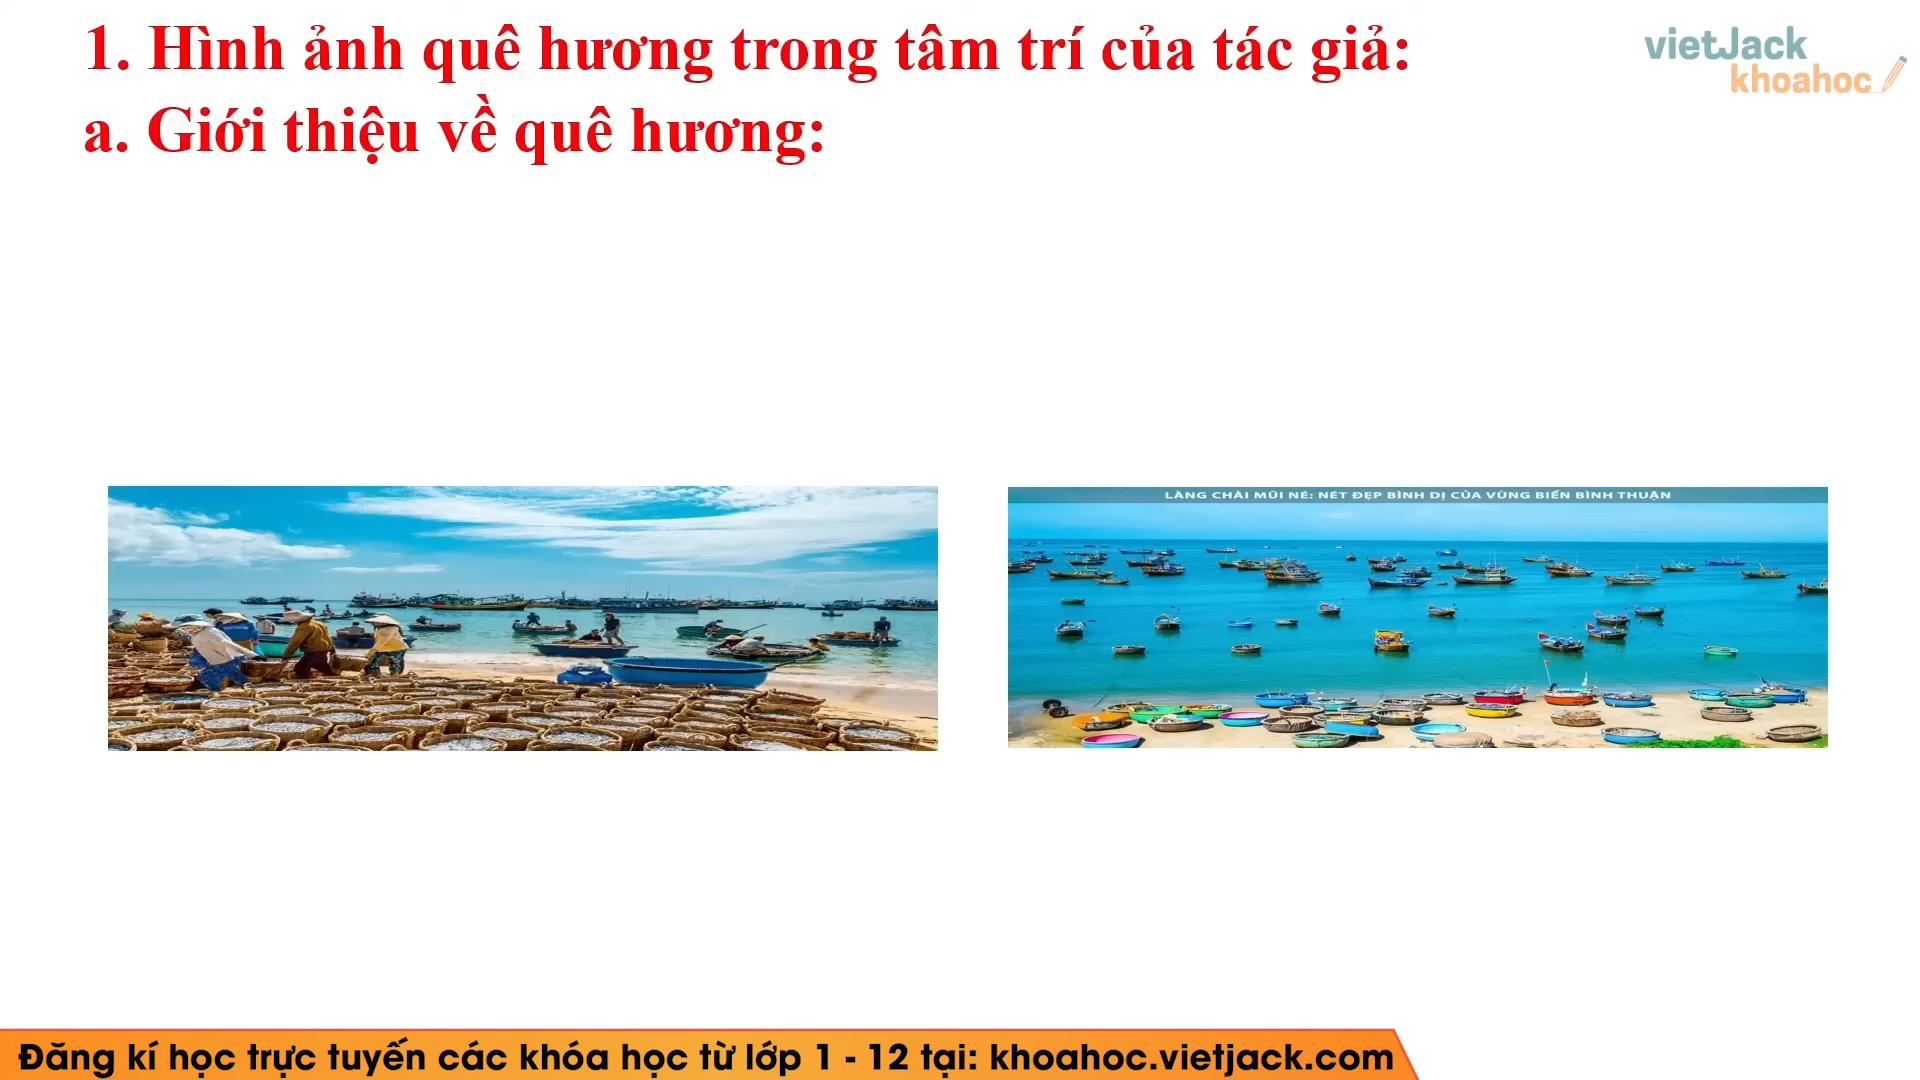 1. Hình ảnh quê hương trong tâm trí của tác giả:
vietJack
khoahoc
a. Giới thiệu về quê hương:
LÀNG CHÀI MŨI NÉ: NÉT ĐẸP BÌNH DỊ CỦA VÙNG BIỂN BÌNH THUẬN
Đăng kí học trực tuyến các khóa học từ lớp 1 - 12 tại: khoahoc.vietjack.com